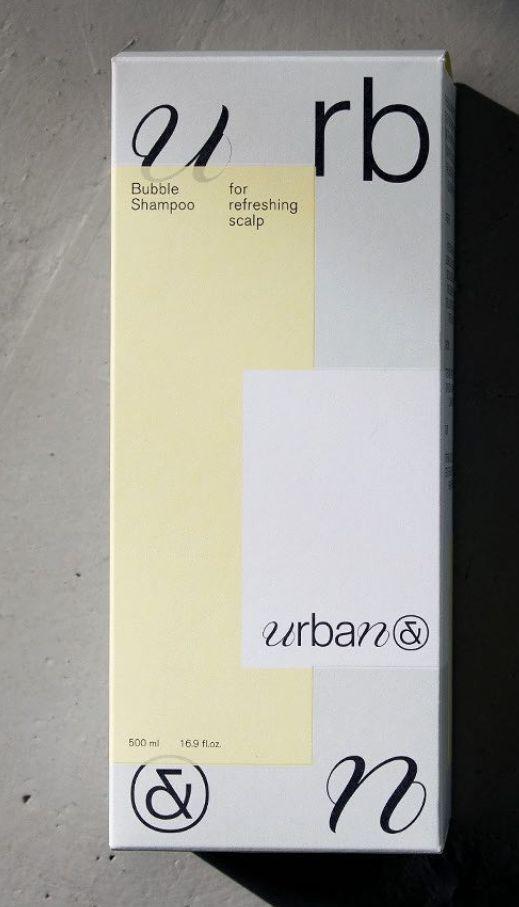 u rb
Bubble for
Shampoo refreshing
scalp
urban&
500 ml 16.9 fl.oz.
& n